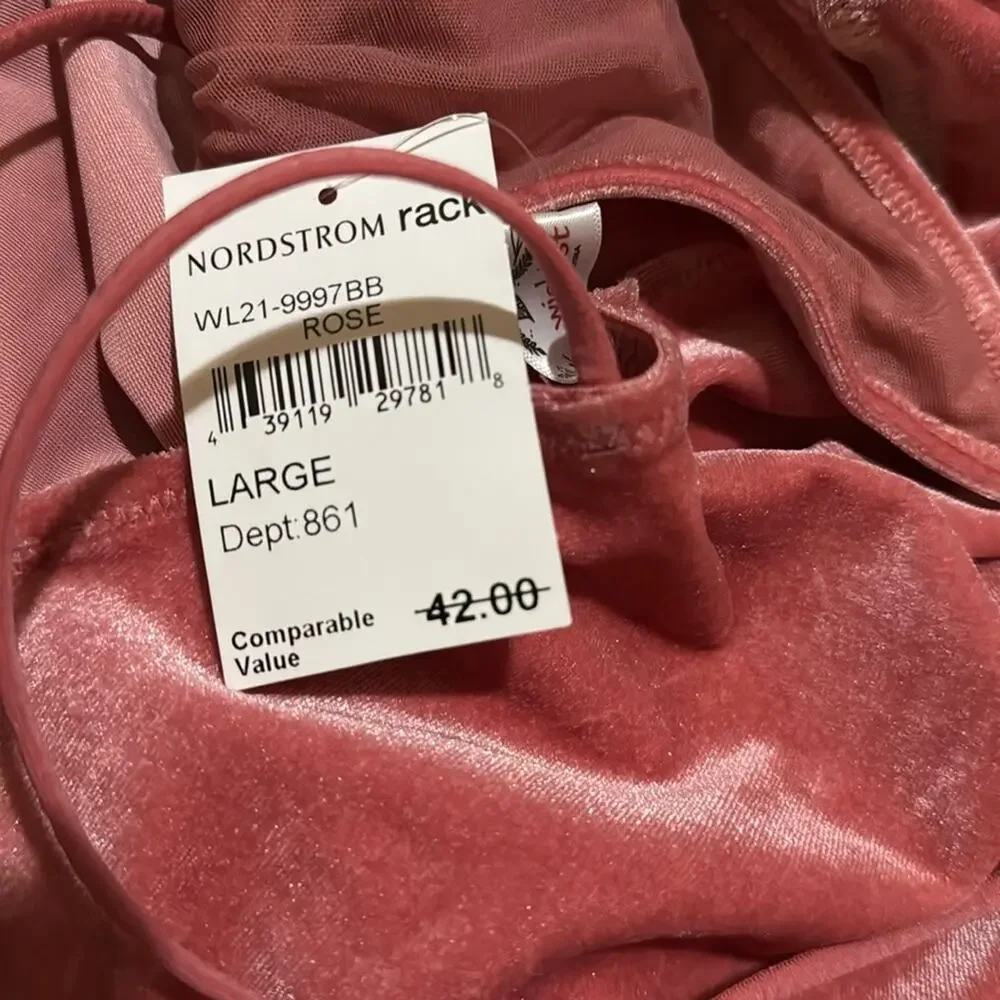 NORDSTROM rack
WL21-9997BB
ROSE
4 39119 29781 8
LARGE
Dept:861
42.00
Comparable
Value